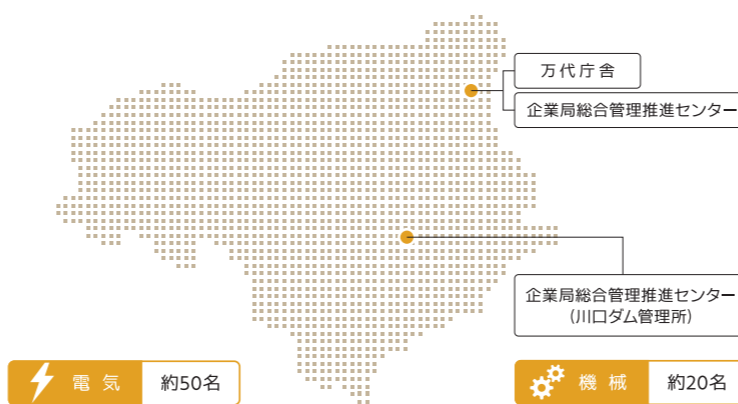 万代庁舎
企業局総合管理推進センター
企業局総合管理推進センター
(川口ダム管理所)
電気 約50名
機械 約20名